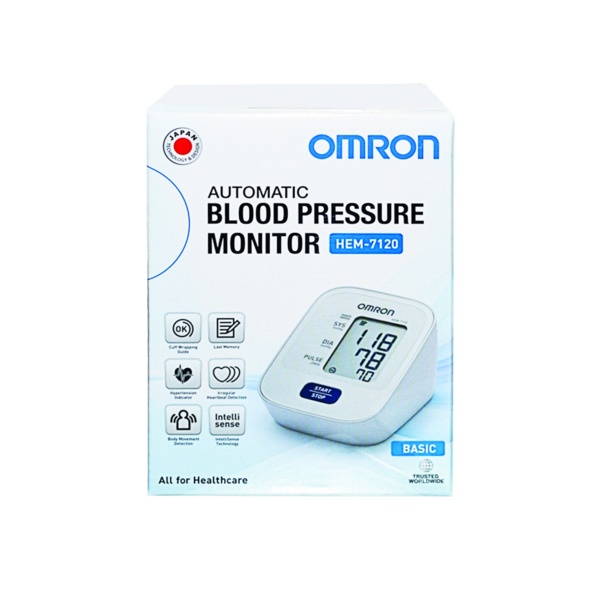 JAPAN
TECHNOLOGY & DESIGN
OMRON
AUTOMATIC
BLOOD PRESSURE
MONITOR HEM-7120
OMRON
SYS
DIA
PULSE
118
78
70
START
STOP
OK
Cuff Wrapping
Guide
Last Memory
Hypertension
Indicator
Irregular
Heartbeat Detection
Intelli
sense
Body Movement
Detection
IntelliSense
Technology
BASIC
TRUSTED
WORLDWIDE
All for Healthcare